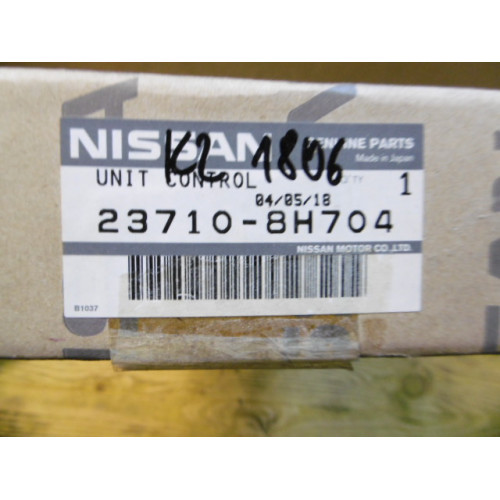 NISSAN GENUINE PARTS
Made in Japan
K2 1806
UNIT CONTROL Q'TY 1
04/05/18
23710-8H704
NISSAN MOTOR CO.,LTD.
B1037